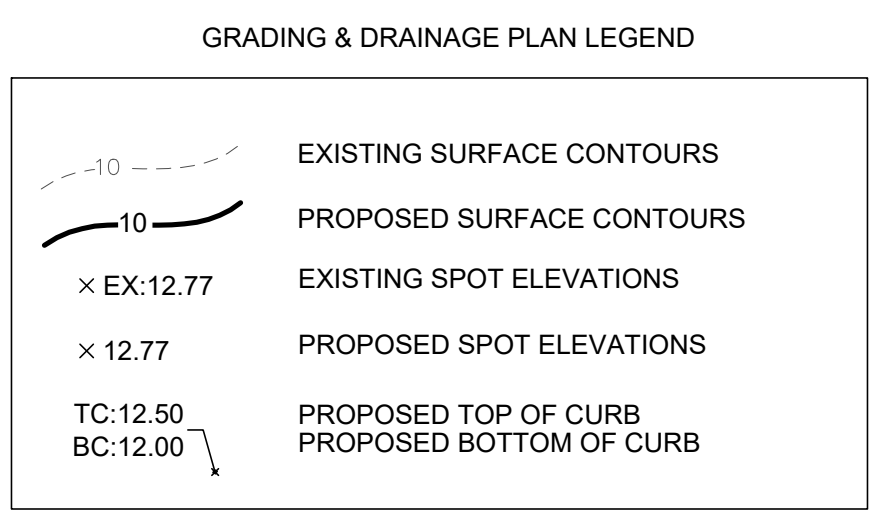 GRADING & DRAINAGE PLAN LEGEND
10 EXISTING SURFACE CONTOURS
10 PROPOSED SURFACE CONTOURS
× EX:12.77 EXISTING SPOT ELEVATIONS
× 12.77 PROPOSED SPOT ELEVATIONS
TC:12.50 PROPOSED TOP OF CURB
BC:12.00 PROPOSED BOTTOM OF CURB